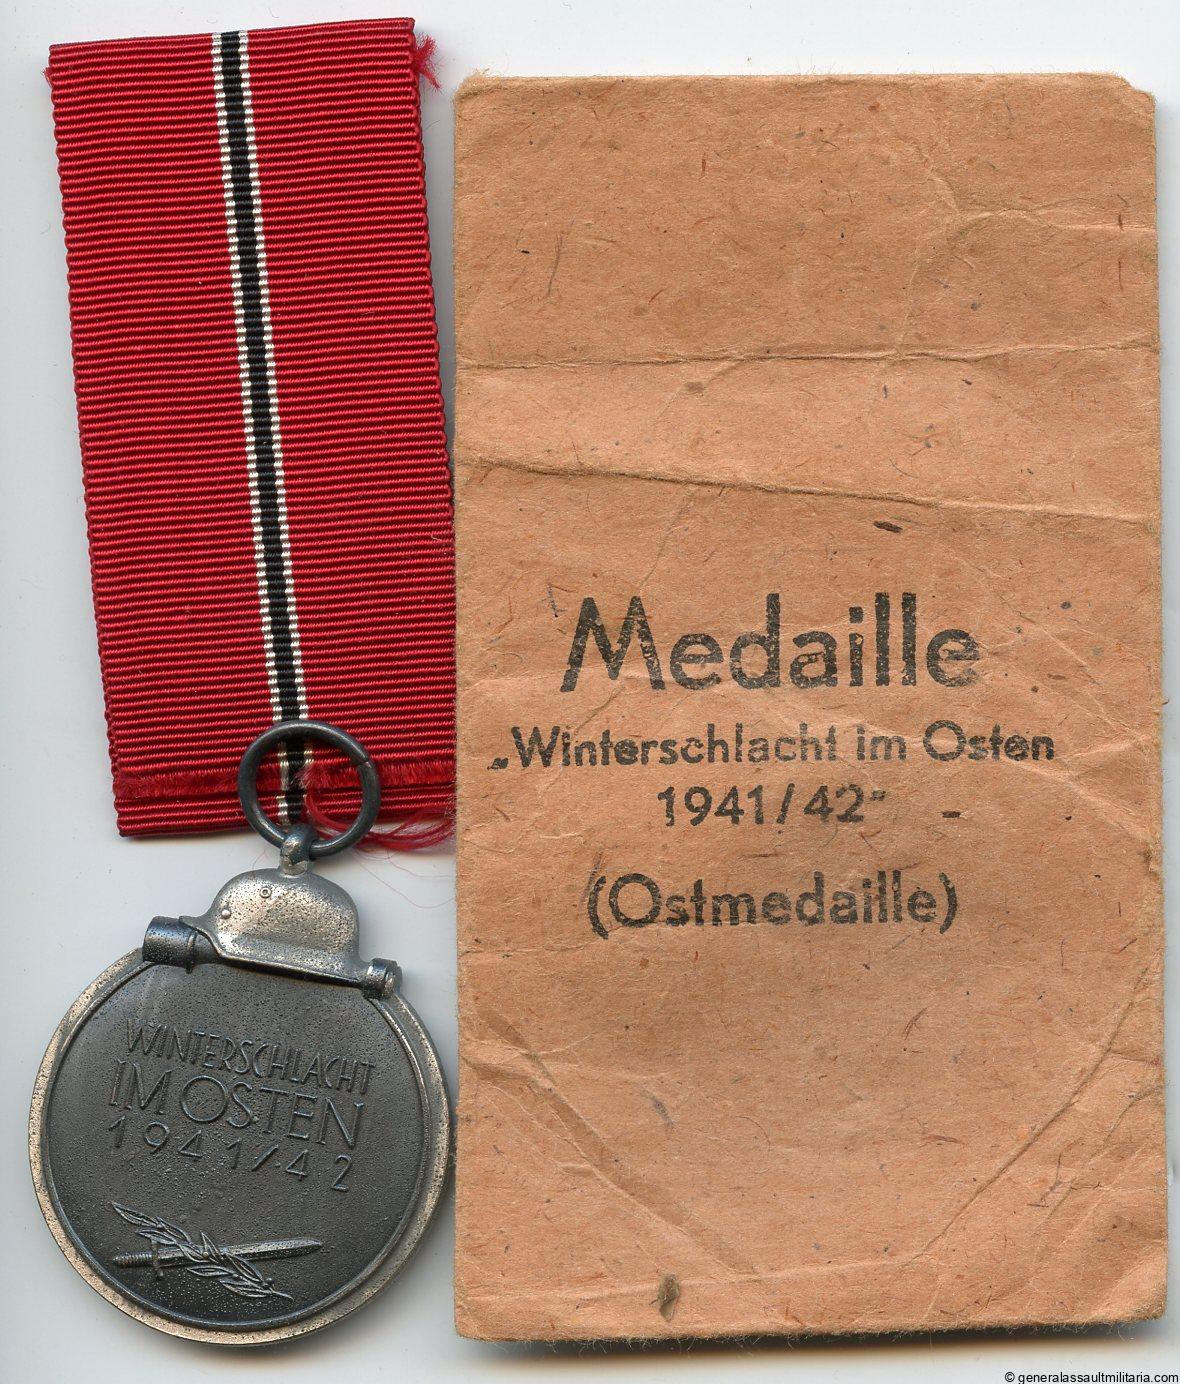 Medaille
„Winterschlacht im Osten
1941/42"
(Ostmedaille)
WINTERSCHLACHT
IM OSTEN
1941/42
© generalassaultmilitaria.com